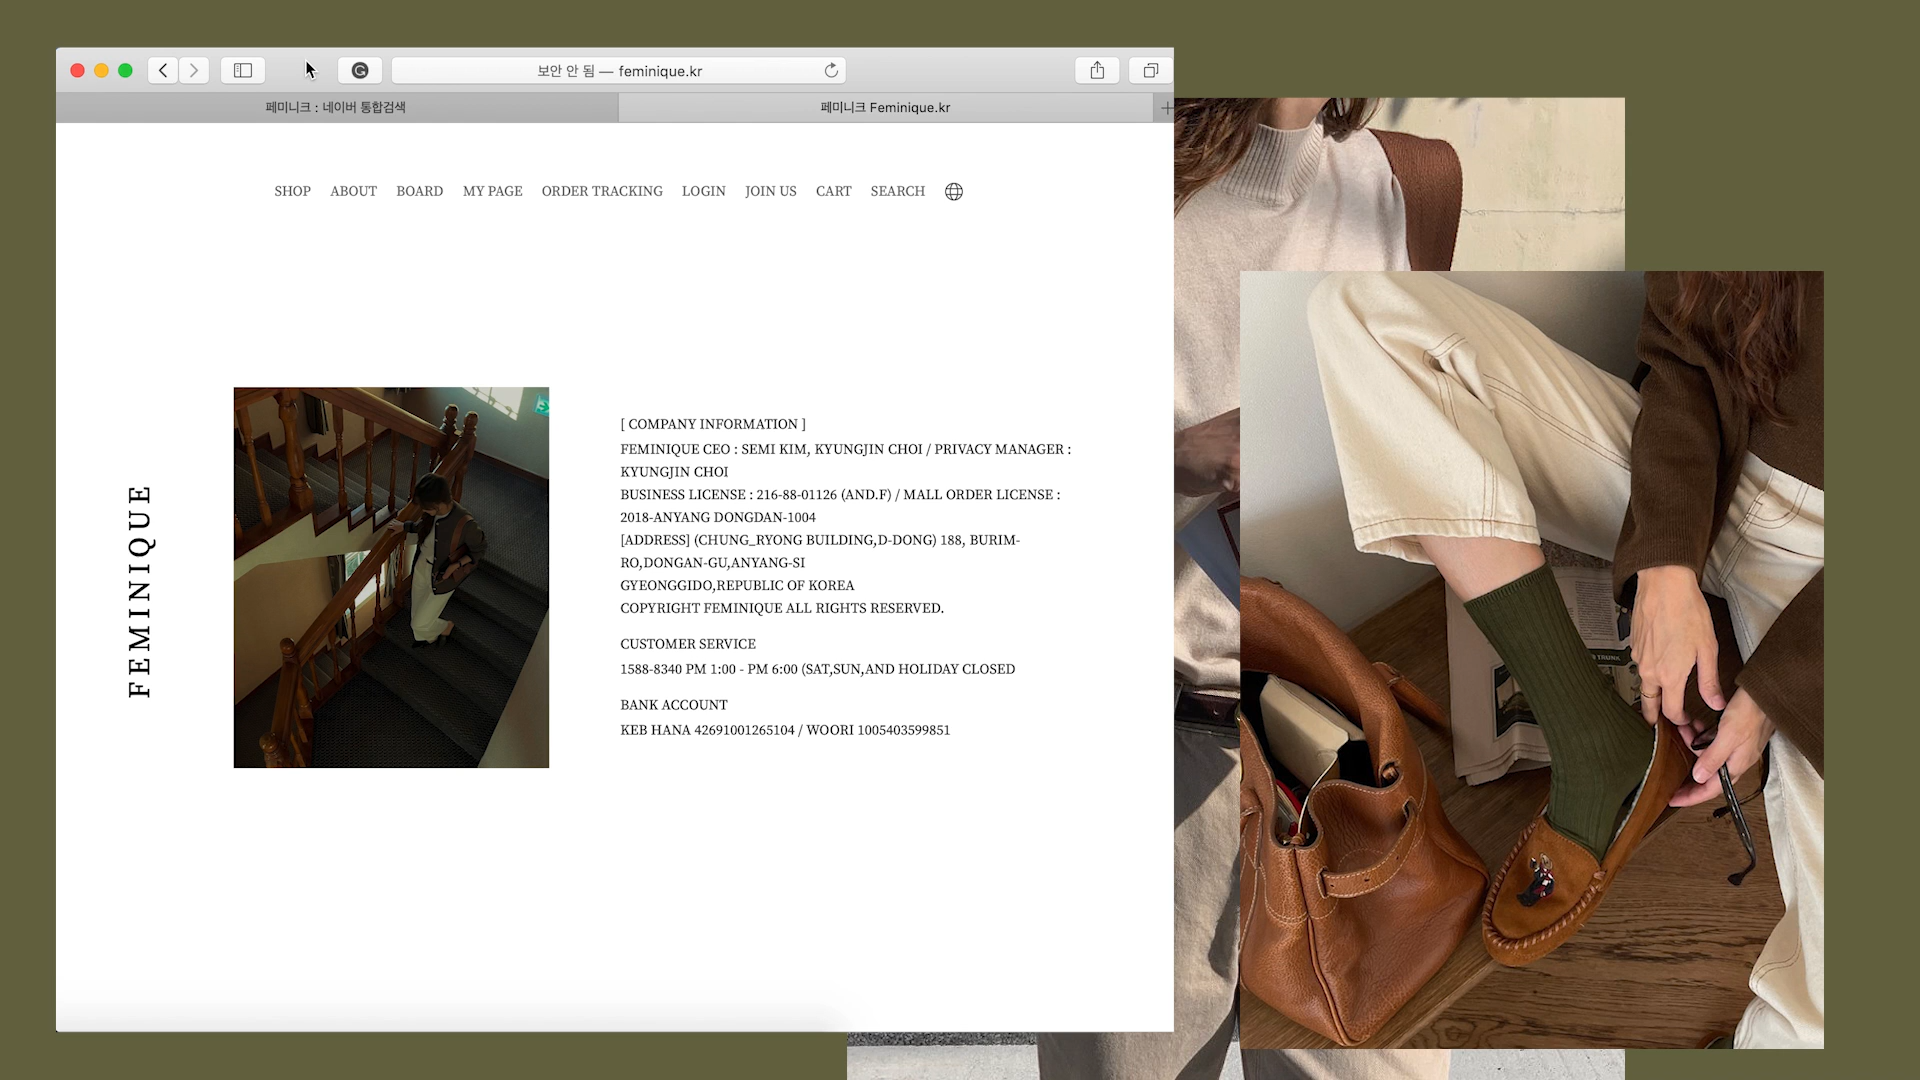 보안 안 됨 — feminique.kr
페미니크 : 네이버 통합검색
페미니크 Feminique.kr
SHOP ABOUT BOARD MY PAGE ORDER TRACKING LOGIN JOIN US CART SEARCH
FEMINIQUE
[ COMPANY INFORMATION ]
FEMINIQUE CEO : SEMI KIM, KYUNGJIN CHOI / PRIVACY MANAGER :
KYUNGJIN CHOI
BUSINESS LICENSE : 216-88-01126 (AND.F) / MALL ORDER LICENSE :
2018-ANYANG DONGDAN-1004
[ADDRESS] (CHUNG_RYONG BUILDING,D-DONG) 188, BURIM-
RO,DONGAN-GU,ANYANG-SI
GYEONGGIDO,REPUBLIC OF KOREA
COPYRIGHT FEMINIQUE ALL RIGHTS RESERVED.
CUSTOMER SERVICE
1588-8340 PM 1:00 - PM 6:00 (SAT,SUN,AND HOLIDAY CLOSED
BANK ACCOUNT
KEB HANA 42691001265104 / WOORI 1005403599851